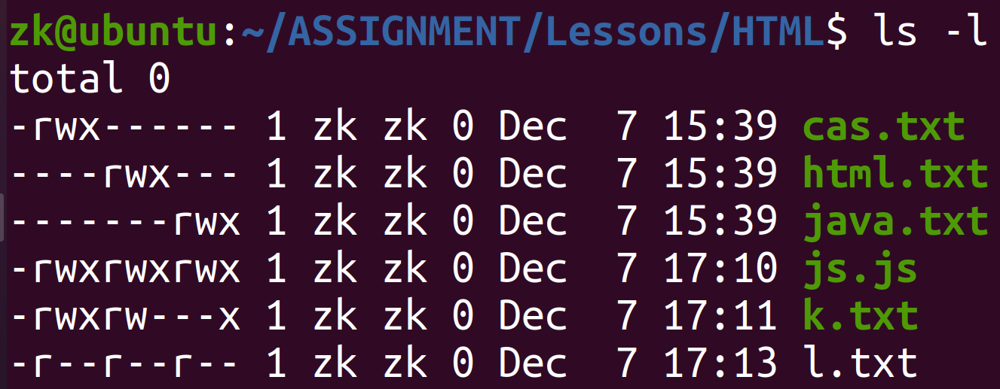 zk@ubuntu:~/ASSIGNMENT/Lessons/HTML$ ls -l
total 0
-rwx------ 1 zk zk 0 Dec  7 15:39 cas.txt
----rwx--- 1 zk zk 0 Dec  7 15:39 html.txt
-------rwx 1 zk zk 0 Dec  7 15:39 java.txt
-rwxrwxrwx 1 zk zk 0 Dec  7 17:10 js.js
-rwxrw---x 1 zk zk 0 Dec  7 17:11 k.txt
-r--r--r-- 1 zk zk 0 Dec  7 17:13 l.txt